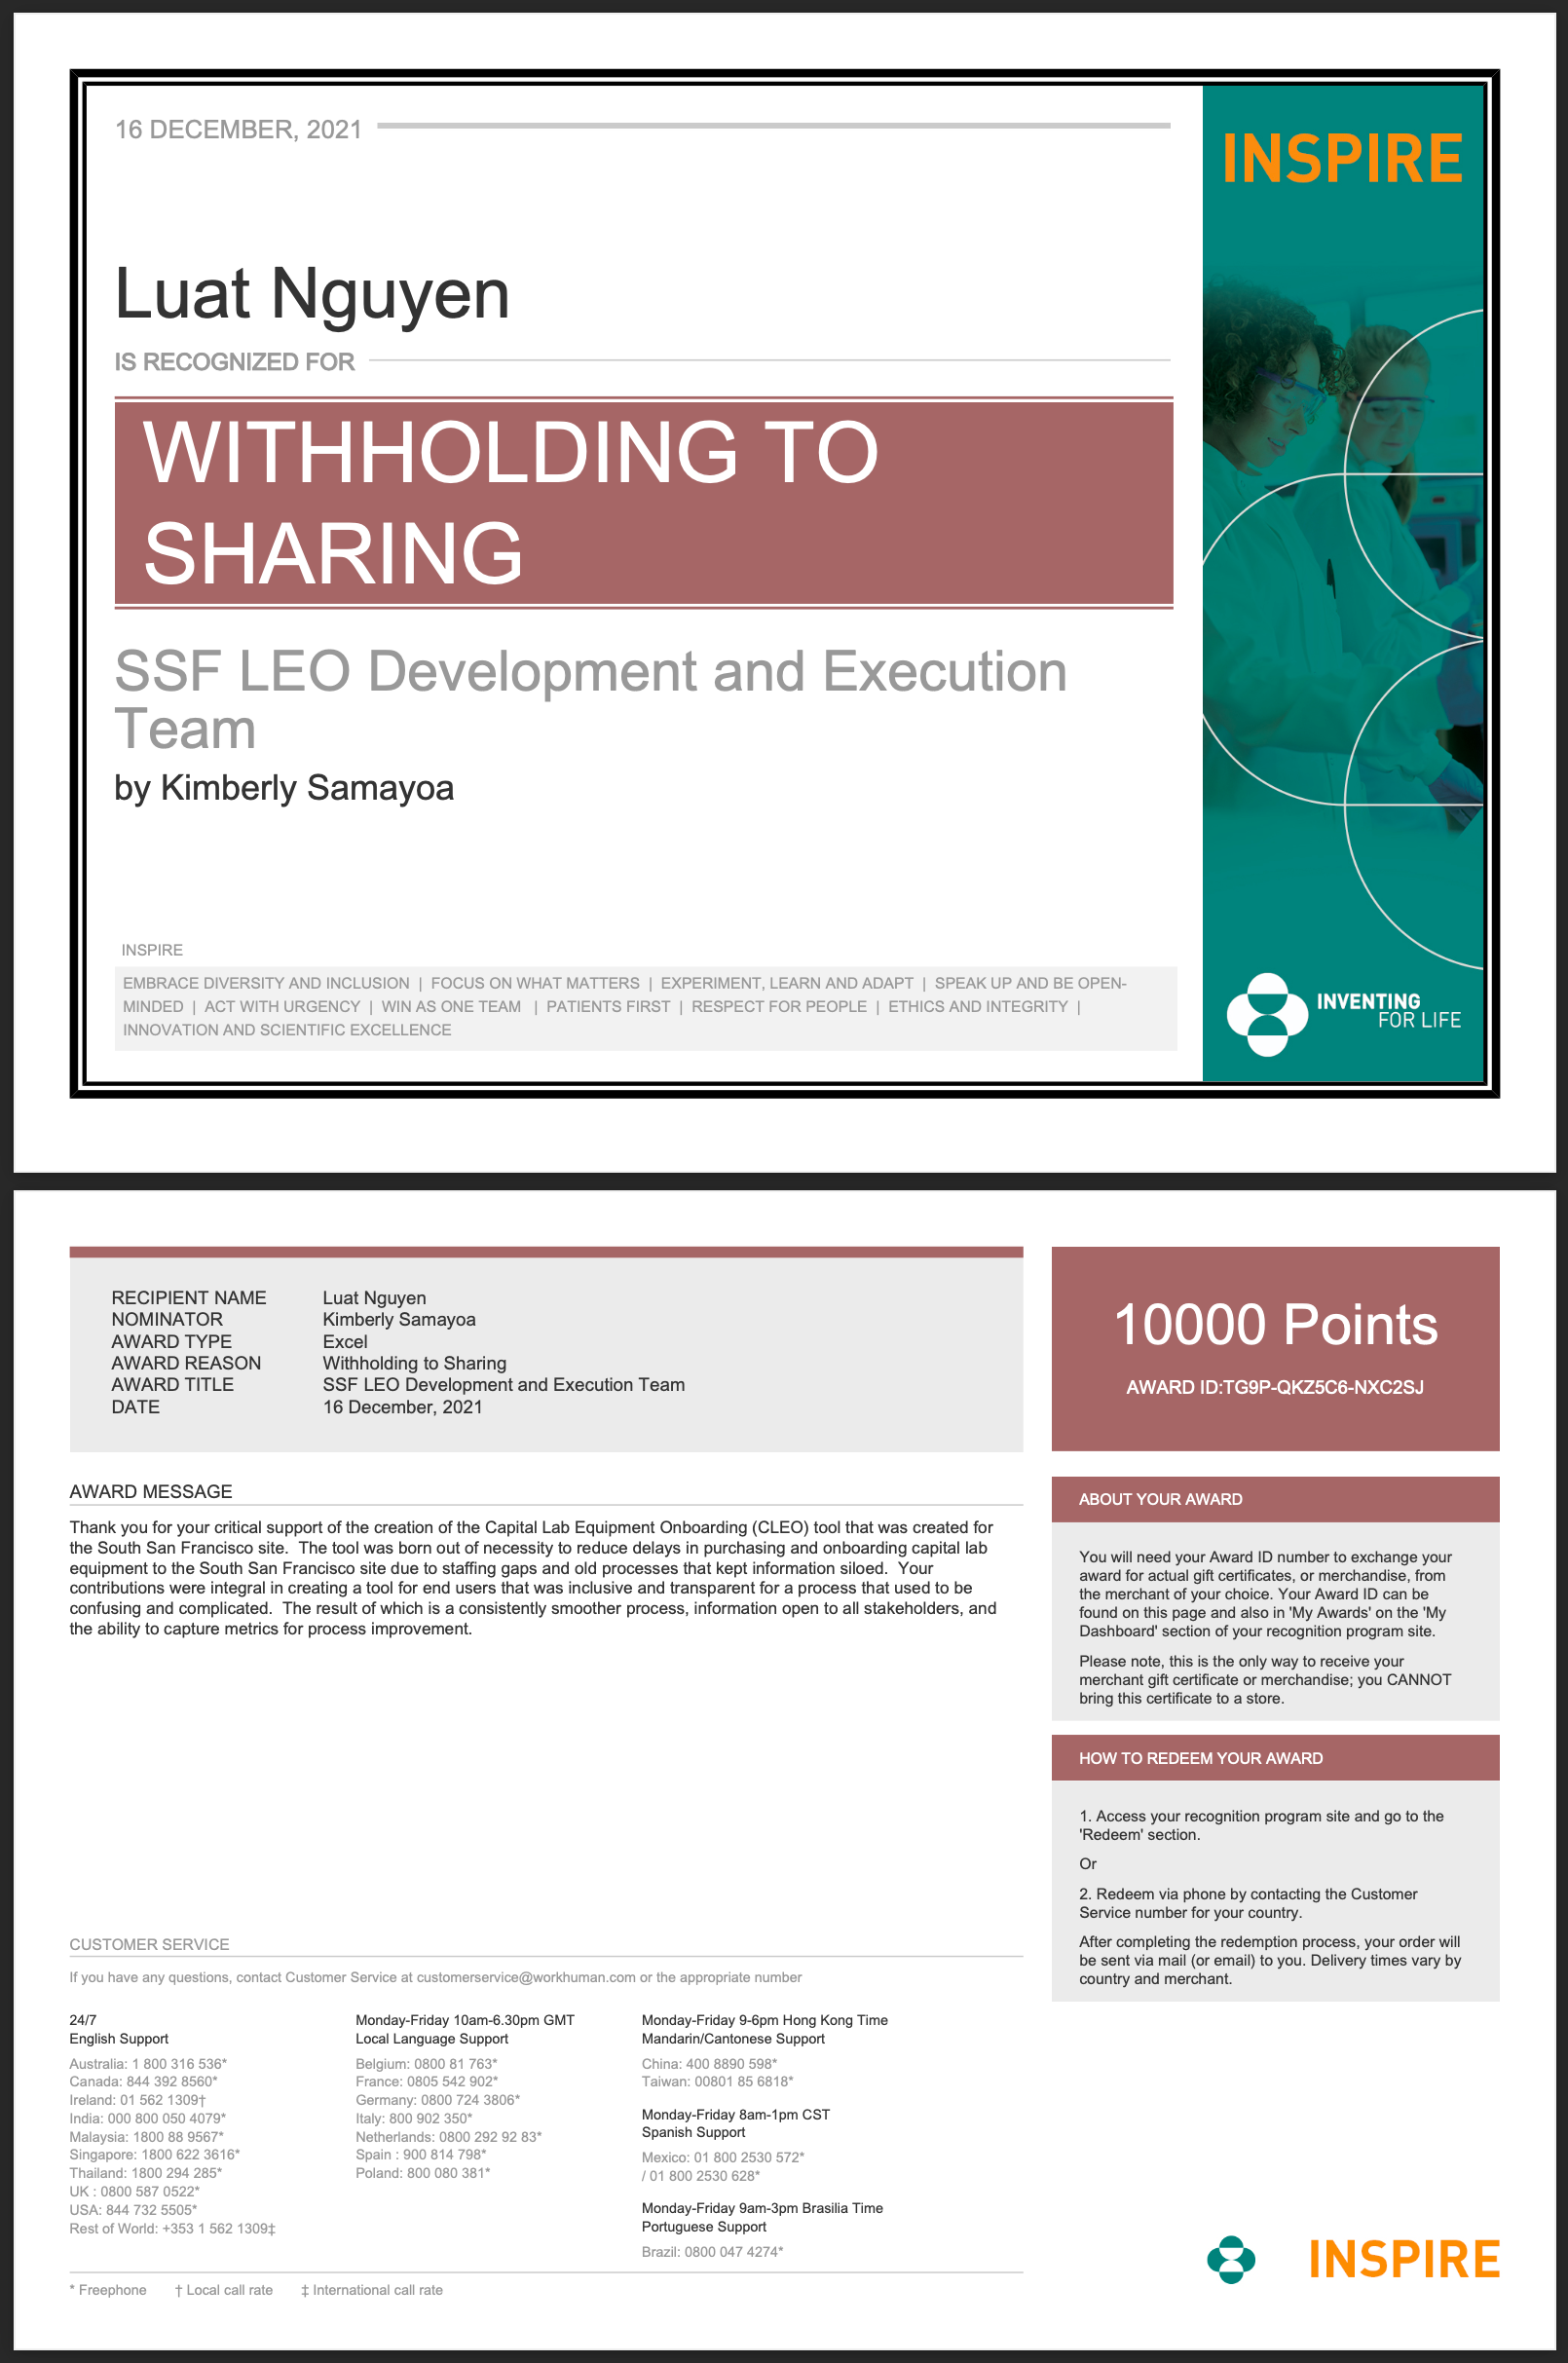 16 DECEMBER, 2021
INSPIRE
Luat Nguyen
IS RECOGNIZED FOR
WITHHOLDING TO
SHARING
SSF LEO Development and Execution
Team
by Kimberly Samayoa
INSPIRE
EMBRACE DIVERSITY AND INCLUSION | FOCUS ON WHAT MATTERS | EXPERIMENT, LEARN AND ADAPT | SPEAK UP AND BE OPEN-
MINDED | ACT WITH URGENCY | WIN AS ONE TEAM | PATIENTS FIRST | RESPECT FOR PEOPLE | ETHICS AND INTEGRITY |
INNOVATION AND SCIENTIFIC EXCELLENCE
INVENTING
FOR LIFE
RECIPIENT NAME Luat Nguyen
NOMINATOR Kimberly Samayoa
AWARD TYPE Excel
AWARD REASON Withholding to Sharing
AWARD TITLE SSF LEO Development and Execution Team
DATE 16 December, 2021
10000 Points
AWARD ID:TG9P-QKZ5C6-NXC2SJ
AWARD MESSAGE
Thank you for your critical support of the creation of the Capital Lab Equipment Onboarding (CLEO) tool that was created for
the South San Francisco site.  The tool was born out of necessity to reduce delays in purchasing and onboarding capital lab
equipment to the South San Francisco site due to staffing gaps and old processes that kept information siloed.  Your
contributions were integral in creating a tool for end users that was inclusive and transparent for a process that used to be
confusing and complicated.  The result of which is a consistently smoother process, information open to all stakeholders, and
the ability to capture metrics for process improvement.
ABOUT YOUR AWARD
You will need your Award ID number to exchange your
award for actual gift certificates, or merchandise, from
the merchant of your choice. Your Award ID can be
found on this page and also in 'My Awards' on the 'My
Dashboard' section of your recognition program site.
Please note, this is the only way to receive your
merchant gift certificate or merchandise; you CANNOT
bring this certificate to a store.
HOW TO REDEEM YOUR AWARD
1. Access your recognition program site and go to the
'Redeem' section.
Or
2. Redeem via phone by contacting the Customer
Service number for your country.
After completing the redemption process, your order will
be sent via mail (or email) to you. Delivery times vary by
country and merchant.
CUSTOMER SERVICE
If you have any questions, contact Customer Service at customerservice@workhuman.com or the appropriate number
24/7
English Support
Australia: 1 800 316 536*
Canada: 844 392 8560*
Ireland: 01 562 1309†
India: 000 800 050 4079*
Malaysia: 1800 88 9567*
Singapore: 1800 622 3616*
Thailand: 1800 294 285*
UK : 0800 587 0522*
USA: 844 732 5505*
Rest of World: +353 1 562 1309‡
Monday-Friday 10am-6.30pm GMT
Local Language Support
Belgium: 0800 81 763*
France: 0805 542 902*
Germany: 0800 724 3806*
Italy: 800 902 350*
Netherlands: 0800 292 92 83*
Spain : 900 814 798*
Poland: 800 080 381*
Monday-Friday 9-6pm Hong Kong Time
Mandarin/Cantonese Support
China: 400 8890 598*
Taiwan: 00801 85 6818*
Monday-Friday 8am-1pm CST
Spanish Support
Mexico: 01 800 2530 572*
/ 01 800 2530 628*
Monday-Friday 9am-3pm Brasilia Time
Portuguese Support
Brazil: 0800 047 4274*
* Freephone † Local call rate ‡ International call rate
INSPIRE